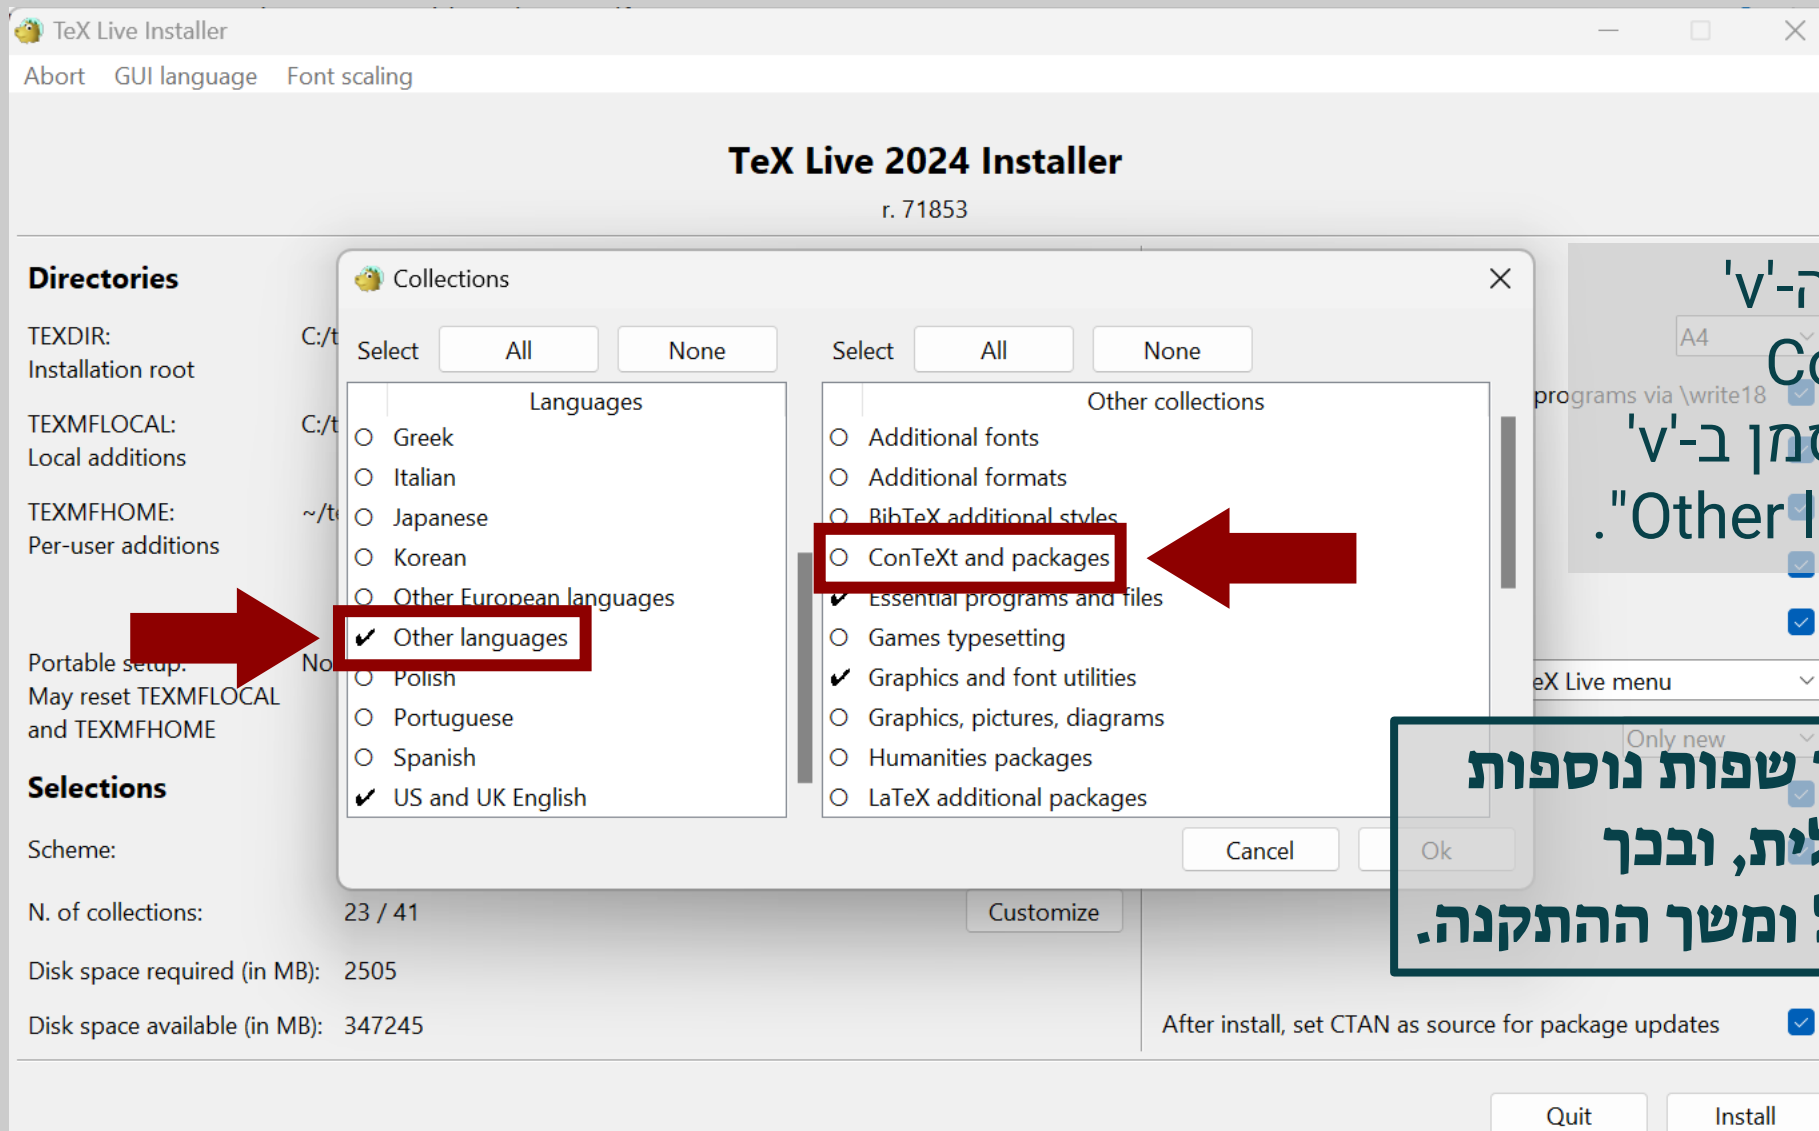 TeX Live Installer
Abort GUI language Font scaling
TeX Live 2024 Installer
r. 71853
Directories
TEXDIR: C:/t
Installation root
TEXMFLOCAL: C:/t
Local additions
TEXMFHOME: ~/te
Per-user additions
Portable setup: No
May reset TEXMFLOCAL
and TEXMFHOME
Selections
Scheme:
N. of collections: 23 / 41
Customize
Disk space required (in MB): 2505
Disk space available (in MB): 347245
Collections
Select All None
Languages
Greek
Italian
Japanese
Korean
Other European languages
Other languages
Polish
Portuguese
Spanish
US and UK English
Select All None
Other collections
Additional fonts
Additional formats
BibTeX additional styles
ConTeXt and packages
Essential programs and files
Games typesetting
Graphics and font utilities
Graphics, pictures, diagrams
Humanities packages
LaTeX additional packages
Cancel Ok
A4
programs via \write18
eX Live menu
Only new
After install, set CTAN as source for package updates
Quit Install
ה-'v'
Co
ב-'v'
"Other l.
שפות נוספות
ובכך
ומשך ההתקנה.